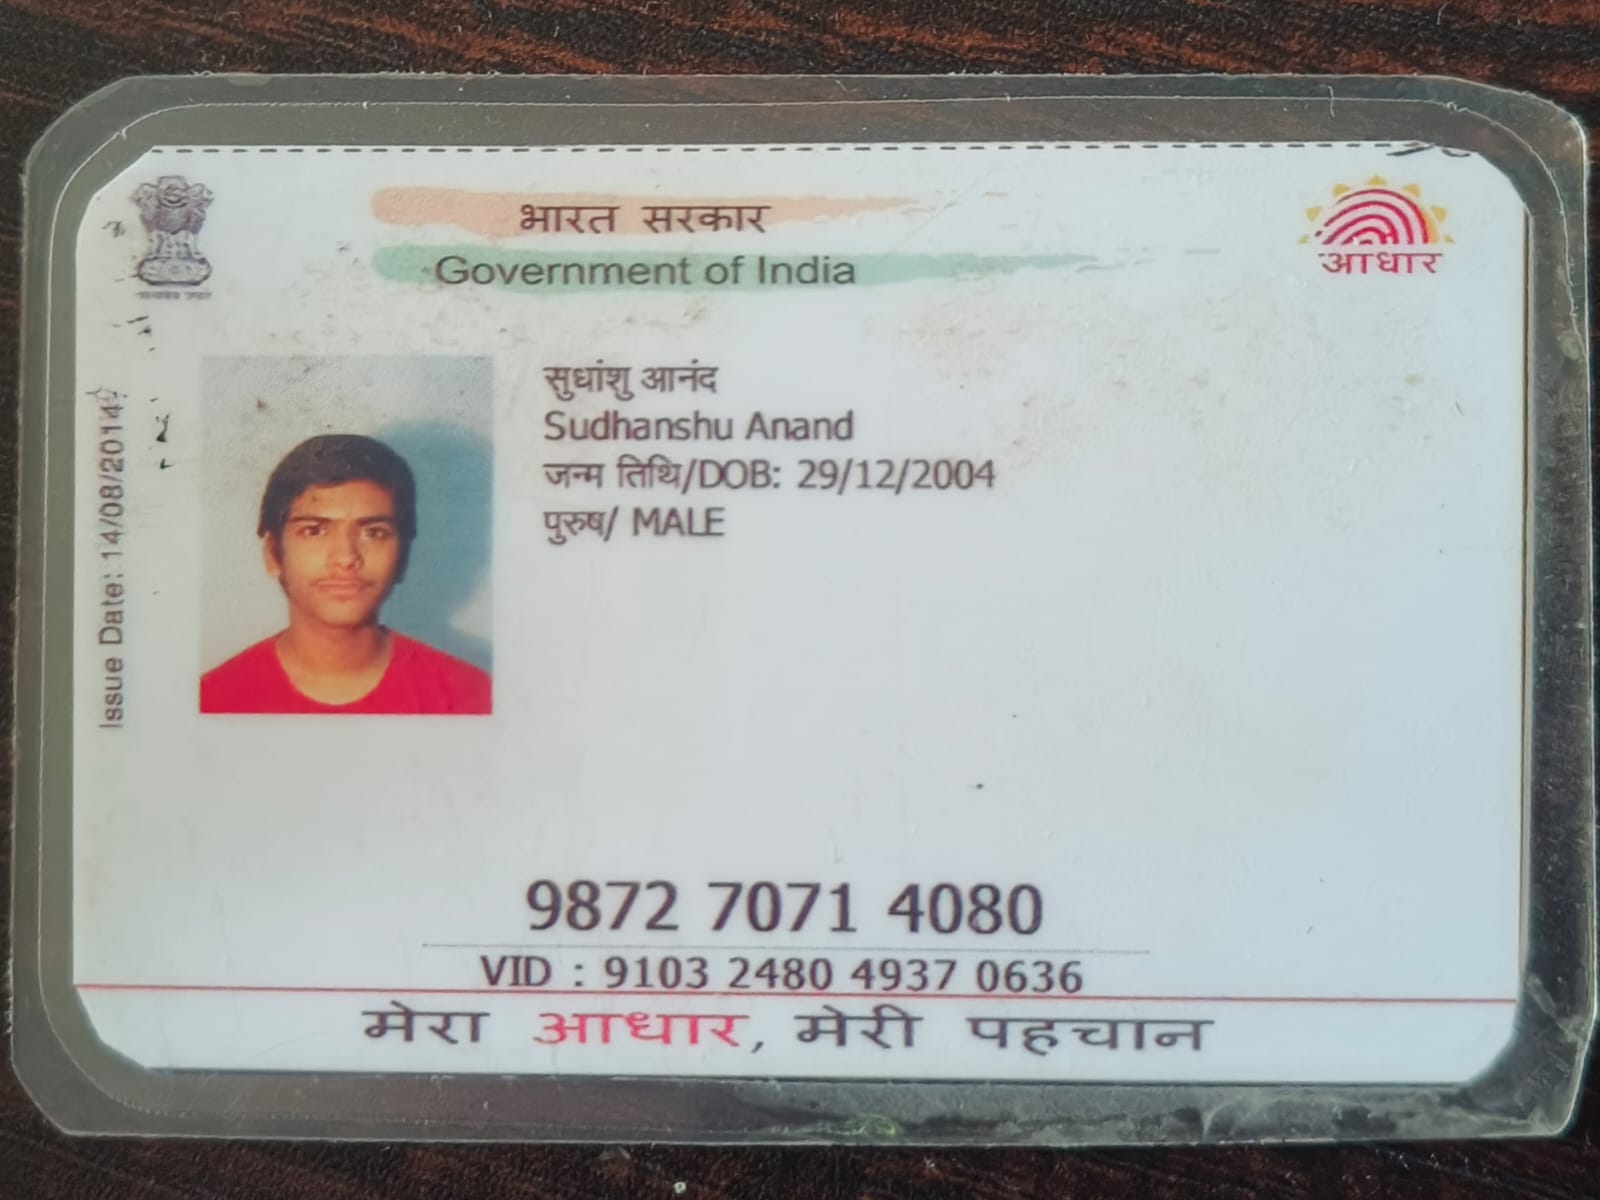 भारत सरकार
Government of India
आधार
Issue Date: 14/08/2014
सुधांशु आनंद
Sudhanshu Anand
जन्म तिथि/DOB: 29/12/2004
पुरुष/ MALE
9872 7071 4080
VID : 9103 2480 4937 0636
मेरा आधार, मेरी पहचान